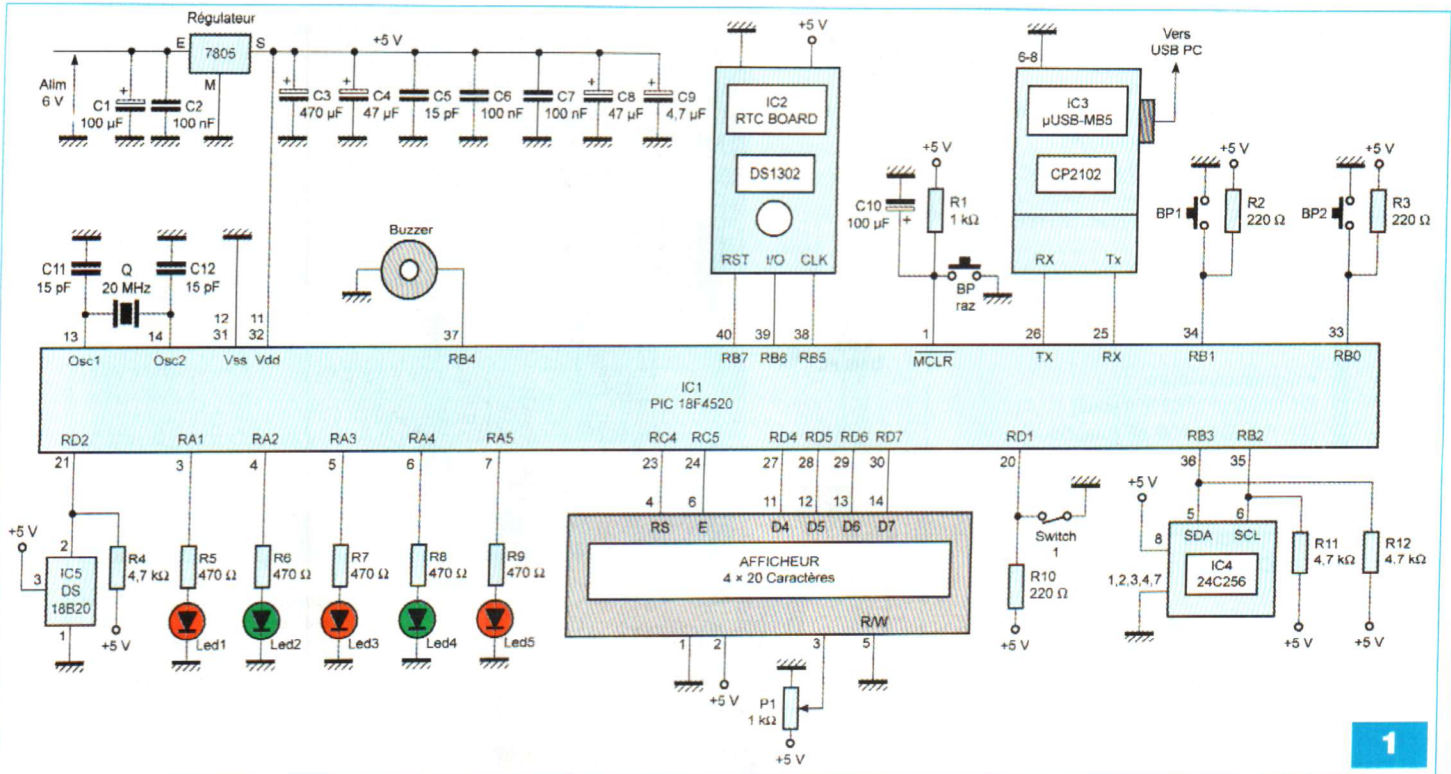 Régulateur
E 7805 S
M
+5 V
Alim
6 V
+ C1
100 µF
C2
100 nF
+ C3
470 µF
+ C4
47 µF
C5
15 pF
C6
100 nF
C7
100 nF
+ C8
47 µF
+ C9
4,7 µF
+5 V
IC2
RTC BOARD
DS1302
RST I/O CLK
6-8
IC3
µUSB-MB5
CP2102
RX Tx
Vers
USB PC
+5 V
C10
100 µF
+
R1
1 kΩ
BP
raz
+5 V
BP1
R2
220 Ω
+5 V
BP2
R3
220 Ω
C11
15 pF
Q
20 MHz
C12
15 pF
Buzzer
13 14 12 11 37 40 39 38 1 26 25 34 33
31 32
Osc1 Osc2 Vss Vdd RB4 RB7 RB6 RB5 MCLR TX RX RB1 RB0
IC1
PIC 18F4520
RD2 RA1 RA2 RA3 RA4 RA5 RC4 RC5 RD4 RD5 RD6 RD7 RD1 RB3 RB2
21 3 4 5 6 7 23 24 27 28 29 30 20 36 35
+5 V
3
2
IC5
DS
18B20
1
R4
4,7 kΩ
+5 V
R5
470 Ω
Led1
R6
470 Ω
Led2
R7
470 Ω
Led3
R8
470 Ω
Led4
R9
470 Ω
Led5
4 6 11 12 13 14
RS E D4 D5 D6 D7
AFFICHEUR
4 × 20 Caractères
R/W
1 2 3 5
+5 V
P1
1 kΩ
+5 V
Switch
1
R10
220 Ω
+5 V
+5 V
8
5 6
SDA SCL
IC4
24C256
1,2,3,4,7
R11
4,7 kΩ
+5 V
R12
4,7 kΩ
+5 V
1